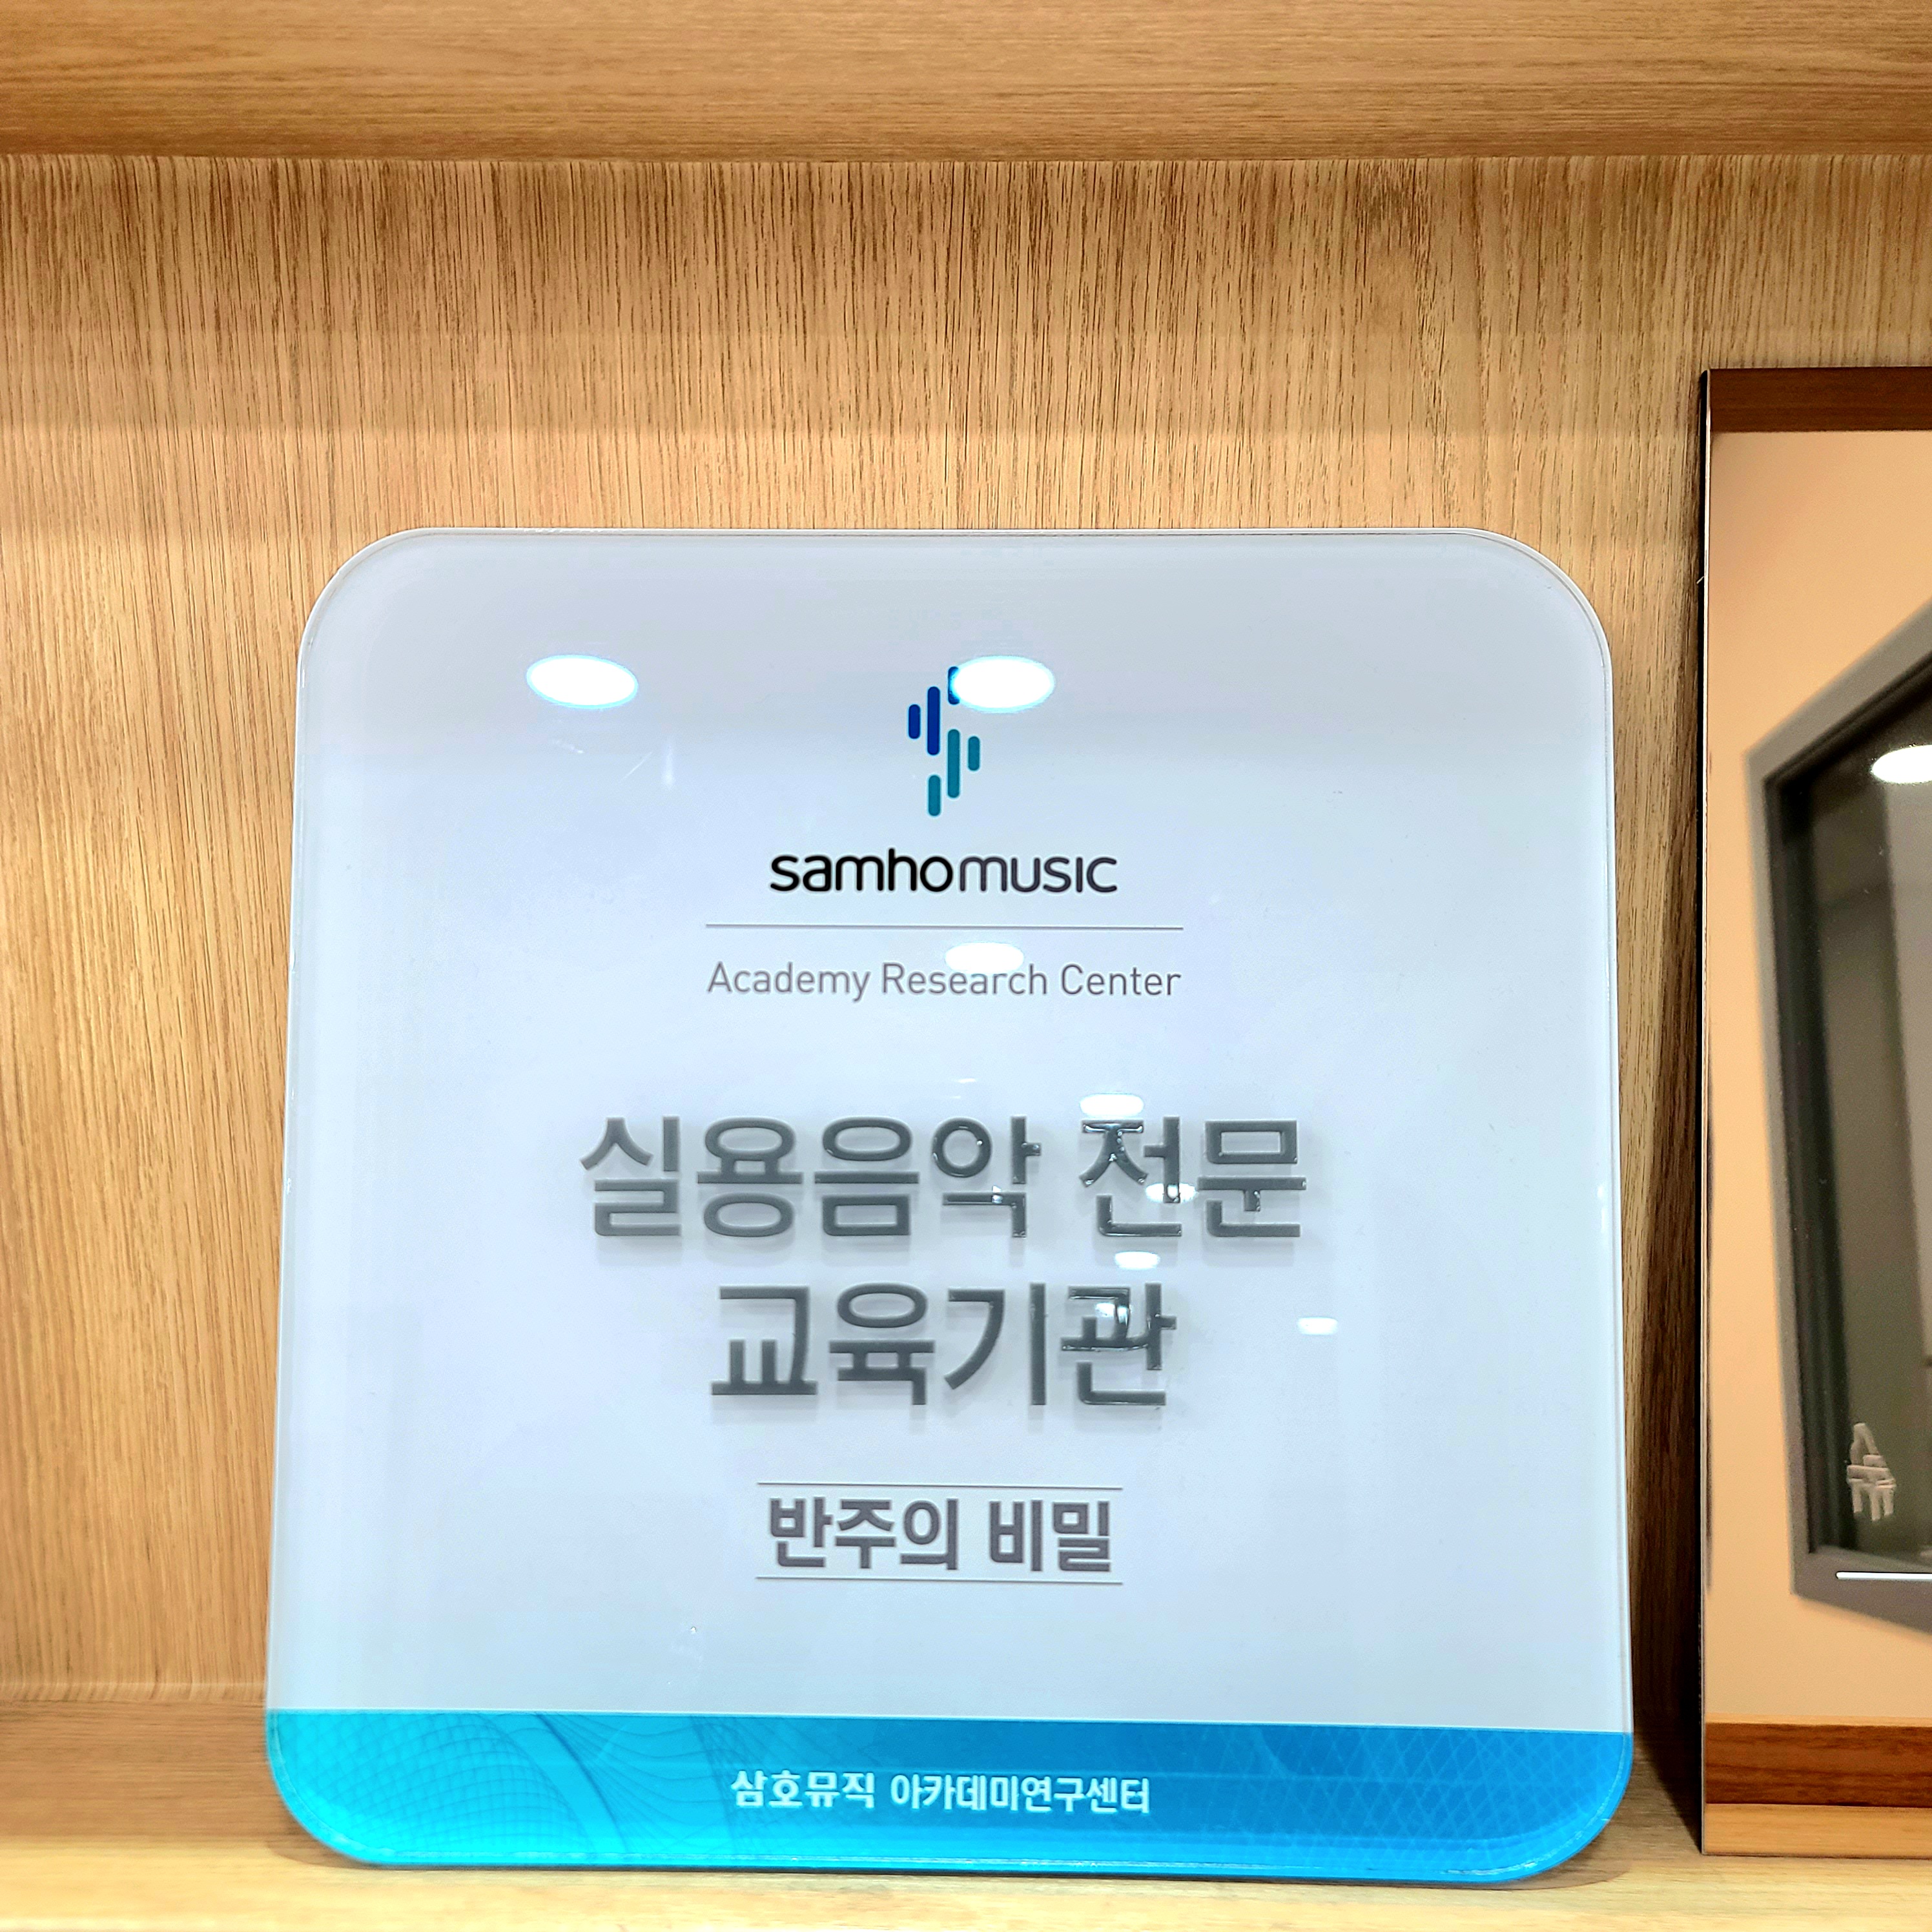 samhomusic
Academy Research Center
실용음악 전문
교육기관
반주의 비밀
삼호뮤직 아카데미연구센터